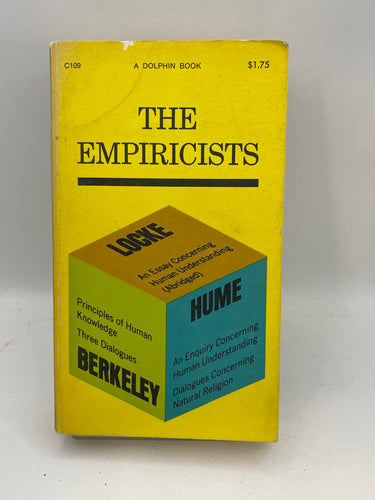 C109
A DOLPHIN BOOK
$1.75
THE
EMPIRICISTS
LOCKE
An Essay Concerning
Human Understanding
(Abridged)
Principles of Human
Knowledge
Three Dialogues
BERKELEY
HUME
An Enquiry Concerning
Human Understanding
Dialogues Concerning
Natural Religion